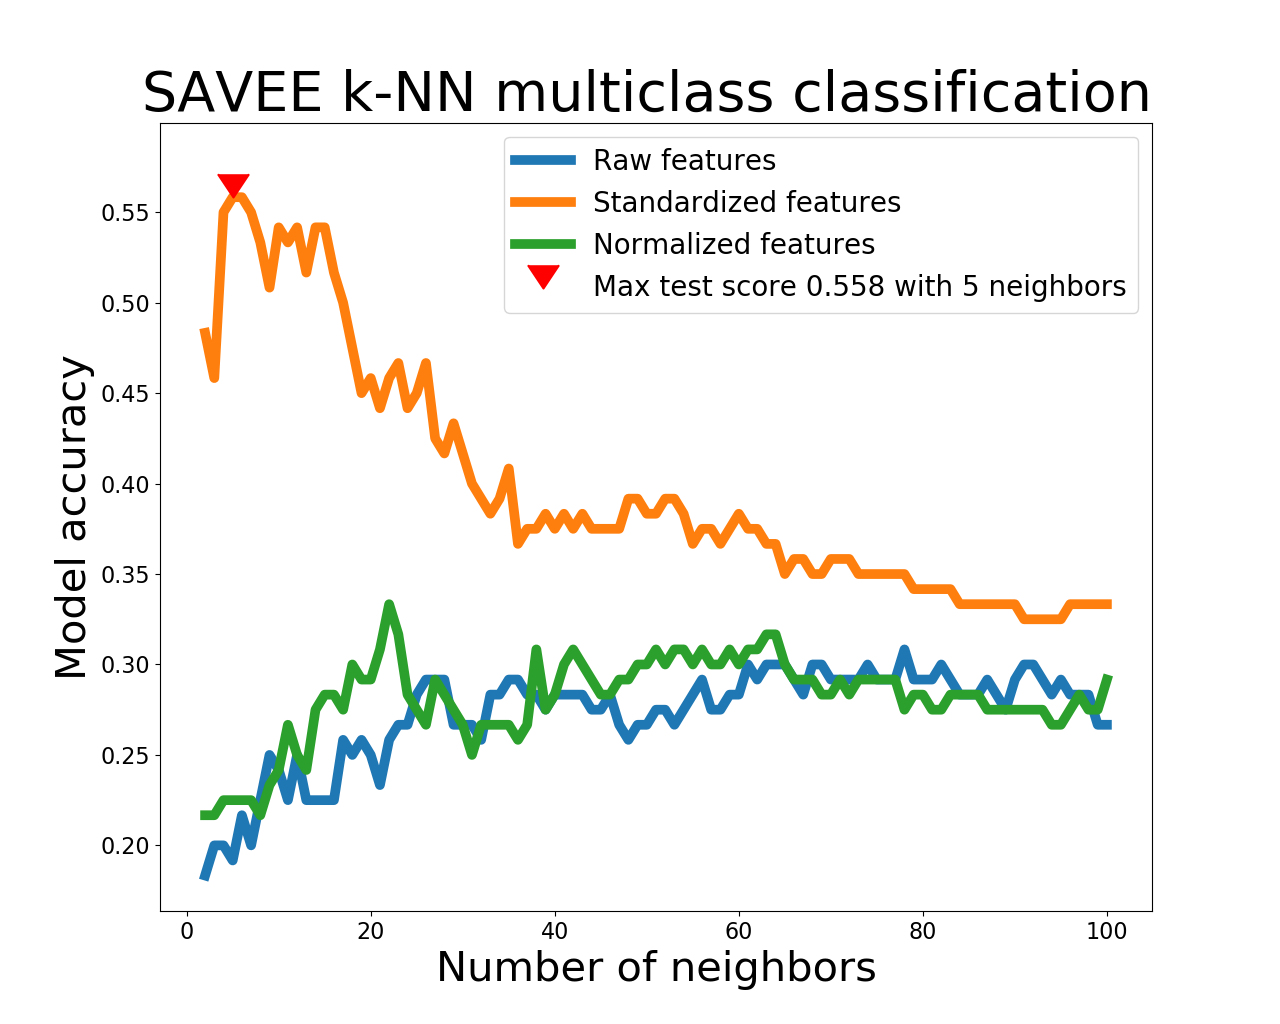 SAVEE k-NN multiclass classification
Raw features
Standardized features
Normalized features
Max test score 0.558 with 5 neighbors
Model accuracy
0.55
0.50
0.45
0.40
0.35
0.30
0.25
0.20
0 20 40 60 80 100
Number of neighbors